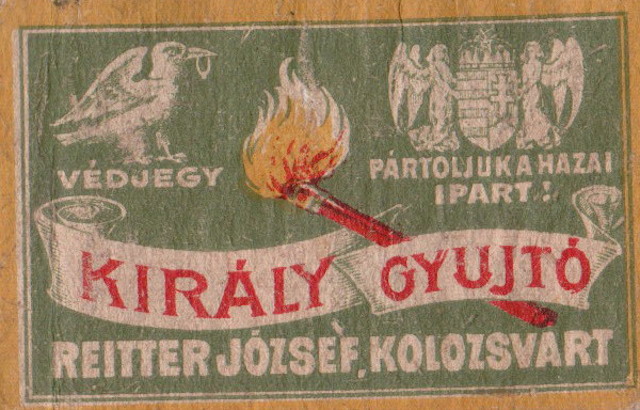 VÉDJEGY
PÁRTOLJUK A HAZAI
IPART!
KIRÁLY GYUJTÓ
REITTER JÓZSEF, KOLOZSVART